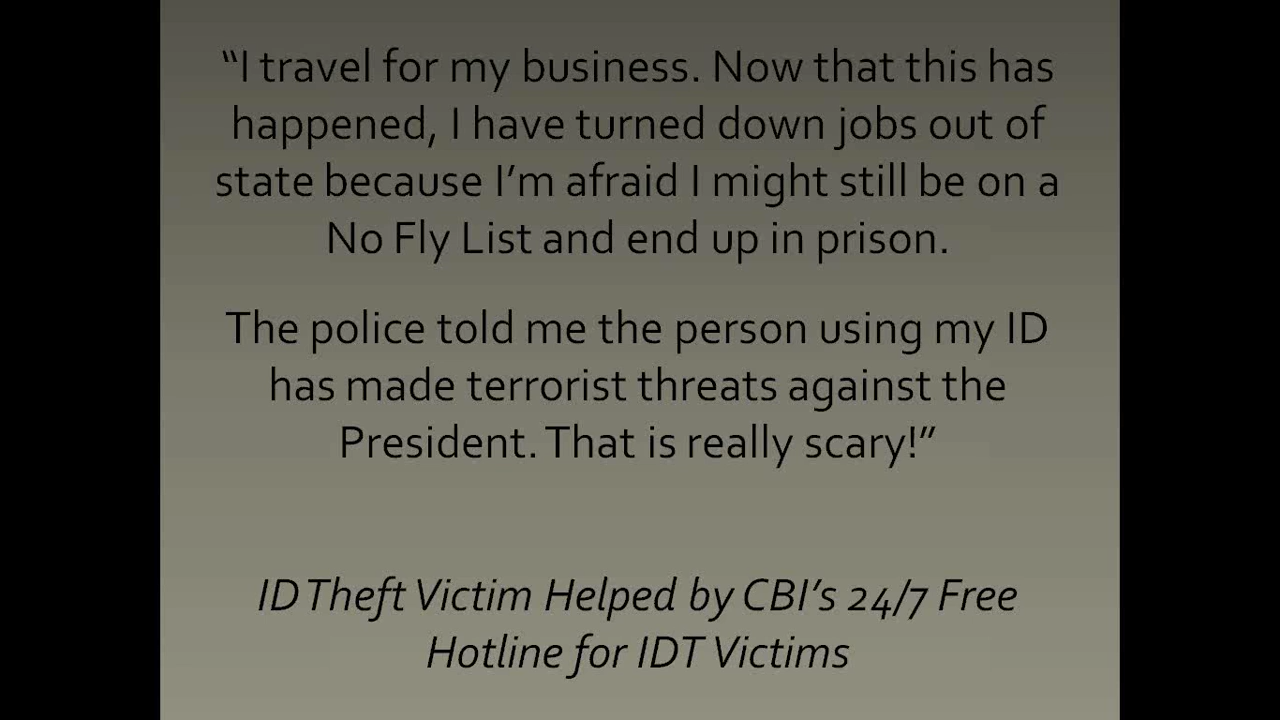 “I travel for my business. Now that this has
happened, I have turned down jobs out of
state because I’m afraid I might still be on a
No Fly List and end up in prison.
The police told me the person using my ID
has made terrorist threats against the
President. That is really scary!”
ID Theft Victim Helped by CBI’s 24/7 Free
Hotline for IDT Victims